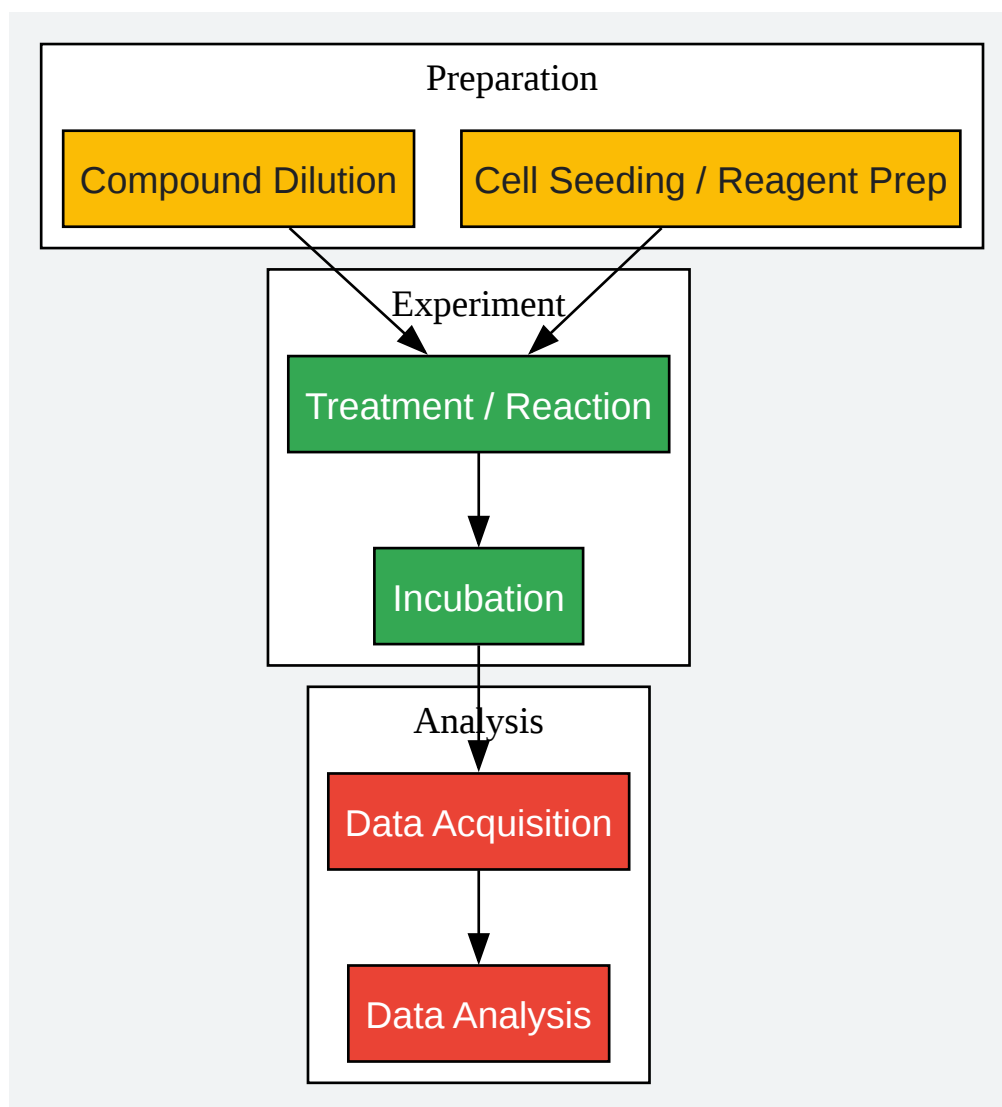 Preparation
Compound Dilution
Cell Seeding / Reagent Prep
Experiment
Treatment / Reaction
Incubation
Analysis
Data Acquisition
Data Analysis